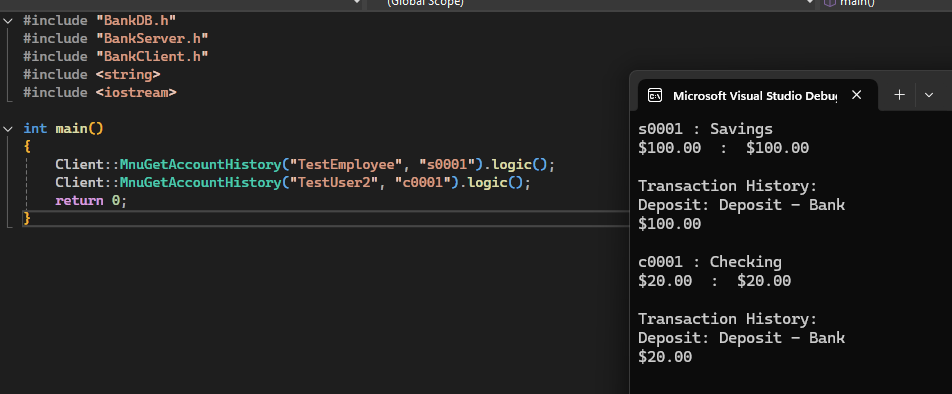 (Global Scope)
main()
#include "BankDB.h"
#include "BankServer.h"
#include "BankClient.h"
#include <string>
#include <iostream>
int main()
{
Client::MnuGetAccountHistory("TestEmployee", "s0001").logic();
Client::MnuGetAccountHistory("TestUser2", "c0001").logic();
return 0;
}
Microsoft Visual Studio Debu
s0001 : Savings
$100.00  :  $100.00
Transaction History:
Deposit: Deposit - Bank
$100.00
c0001 : Checking
$20.00  :  $20.00
Transaction History:
Deposit: Deposit - Bank
$20.00